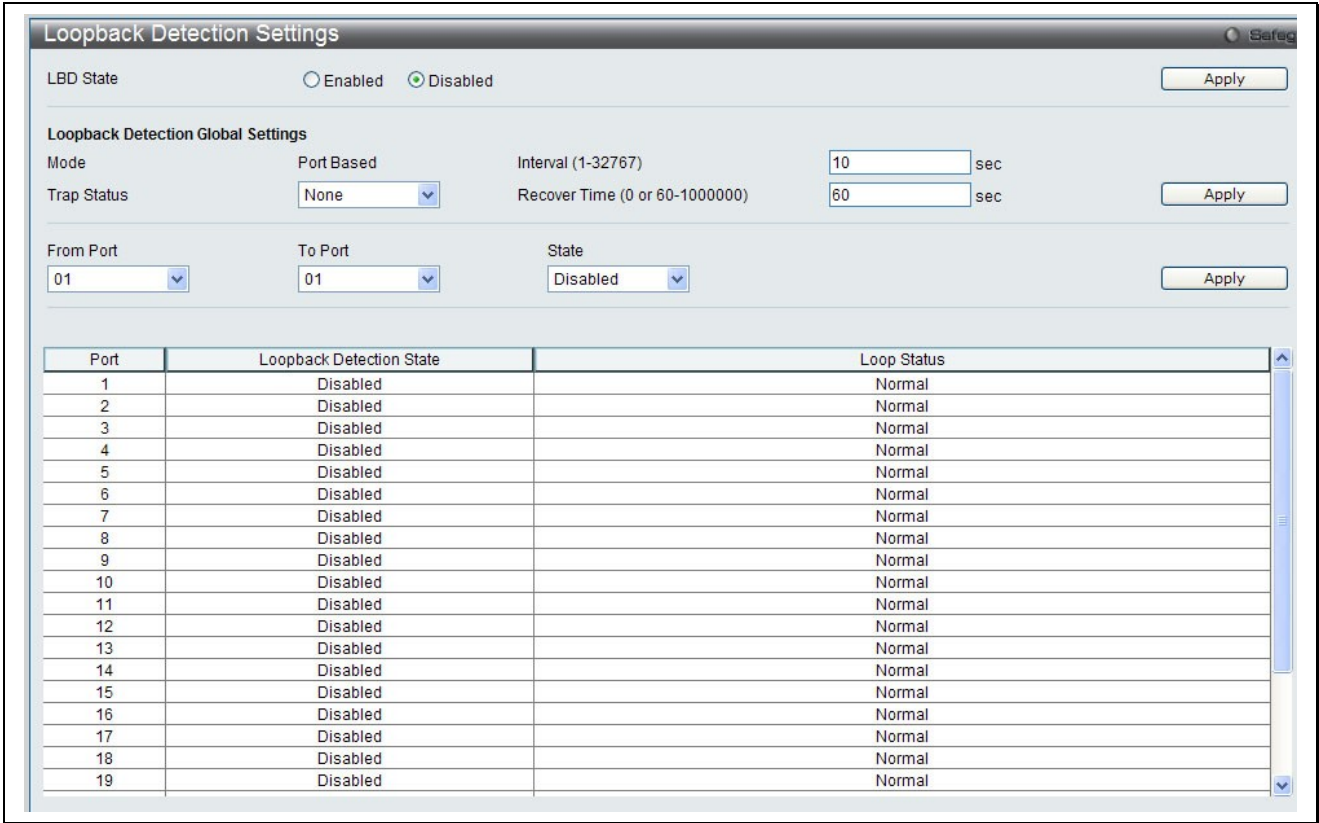 Loopback Detection Settings
LBD State Enabled Disabled Apply
Loopback Detection Global Settings
Mode Port Based Interval (1-32767) 10 sec
Trap Status None Recover Time (0 or 60-1000000) 60 sec Apply
From Port To Port State
01 01 Disabled Apply
Port Loopback Detection State Loop Status
1 Disabled Normal
2 Disabled Normal
3 Disabled Normal
4 Disabled Normal
5 Disabled Normal
6 Disabled Normal
7 Disabled Normal
8 Disabled Normal
9 Disabled Normal
10 Disabled Normal
11 Disabled Normal
12 Disabled Normal
13 Disabled Normal
14 Disabled Normal
15 Disabled Normal
16 Disabled Normal
17 Disabled Normal
18 Disabled Normal
19 Disabled Normal